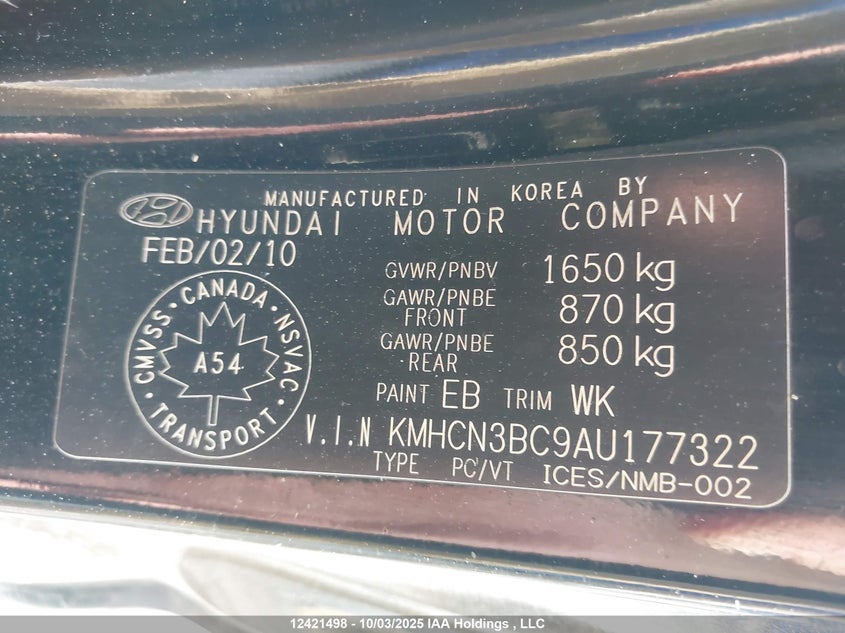 MANUFACTURED IN KOREA BY
HYUNDAI MOTOR COMPANY
FEB/02/10
GVWR/PNBV 1650 kg
GAWR/PNBE FRONT 870 kg
GAWR/PNBE REAR 850 kg
CANADA · NSVAC · TRANSPORT · CMVSS ·
A54
PAINT EB TRIM WK
V.I.N KMHCN3BC9AU177322
TYPE PC/VT ICES/NMB-002
12421498 - 10/03/2025 IAA Holdings , LLC